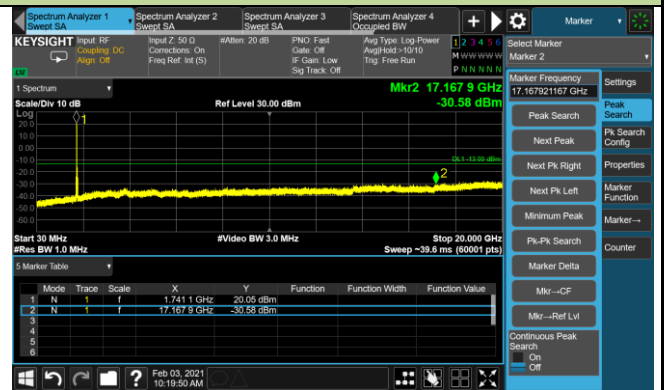 Spectrum Analyzer 1
Swept SA
Spectrum Analyzer 2
Swept SA
Spectrum Analyzer 3
Swept SA
Spectrum Analyzer 4
Occupied BW
+
Marker
KEYSIGHT
Input: RF
Coupling: DC
Align: Off
Input Z: 50 Ω
Corrections: On
Freq Ref: Int (S)
#Atten: 20 dB
PNO: Fast
Gate: Off
IF Gain: Low
Sig Track: Off
Avg Type: Log-Power
Avg|Hold:>10/10
Trig: Free Run
1 2 3 4 5 6
M W W W W W
P N N N N N
Select Marker
Marker 2
1 Spectrum
Mkr2 17.167 9 GHz
Scale/Div 10 dB
Ref Level 30.00 dBm
-30.58 dBm
Log
20.0
10.0
0.00
-10.0
-20.0
-30.0
-40.0
-50.0
-60.0
1
2
DL1 -13.00 dBm
Start 30 MHz
#Video BW 3.0 MHz
Stop 20.000 GHz
#Res BW 1.0 MHz
Sweep ~39.6 ms (60001 pts)
5 Marker Table
Mode Trace Scale X Y Function Function Width Function Value
1 N 1 f 1.741 1 GHz 20.05 dBm
2 N 1 f 17.167 9 GHz -30.58 dBm
3
4
5
6
Feb 03, 2021
10:19:50 AM
Marker Frequency
17.167921167 GHz
Peak Search
Next Peak
Next Pk Right
Next Pk Left
Minimum Peak
Pk-Pk Search
Marker Delta
Mkr→CF
Mkr→Ref Lvl
Continuous Peak
Search
On
Off
Settings
Peak
Search
Pk Search
Config
Properties
Marker
Function
Marker→
Counter